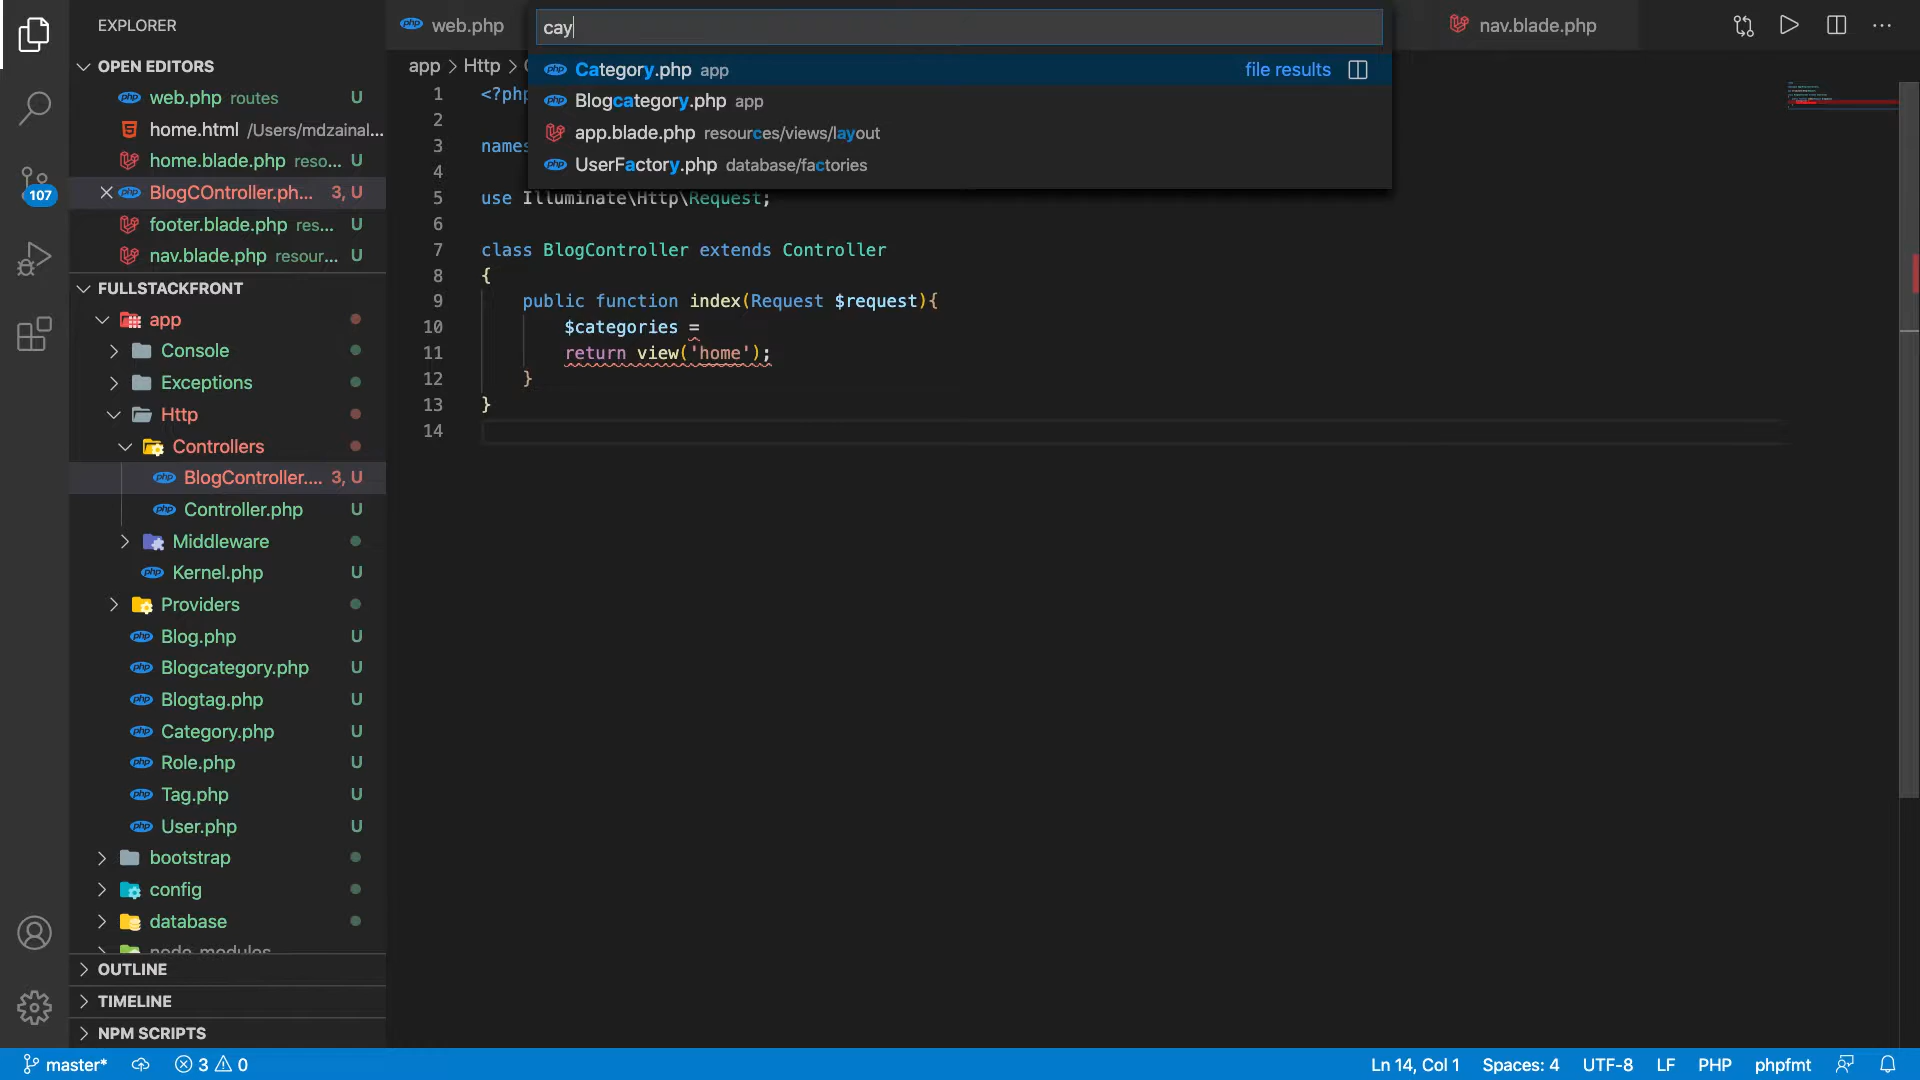 EXPLORER
OPEN EDITORS
web.php routes U
home.html /Users/mdzainal...
home.blade.php reso... U
BlogCOntroller.ph... 3, U
footer.blade.php res... U
nav.blade.php resour... U
107
FULLSTACKFRONT
app
Console
Exceptions
Http
Controllers
BlogController.... 3, U
Controller.php U
Middleware
Kernel.php U
Providers
Blog.php U
Blogcategory.php U
Blogtag.php U
Category.php U
Role.php U
Tag.php U
User.php U
bootstrap
config
database
node_modules
OUTLINE
TIMELINE
NPM SCRIPTS
web.php
nav.blade.php
cay
Category.php app file results
Blogcategory.php app
app.blade.php resources/views/layout
UserFactory.php database/factories
app > Http >
1 <?php
2
3 names
4
5 use Illuminate\Http\Request;
6
7 class BlogController extends Controller
8 {
9 public function index(Request $request){
10 $categories =
11 return view('home');
12 }
13 }
14
master* 3 0 Ln 14, Col 1 Spaces: 4 UTF-8 LF PHP phpfmt